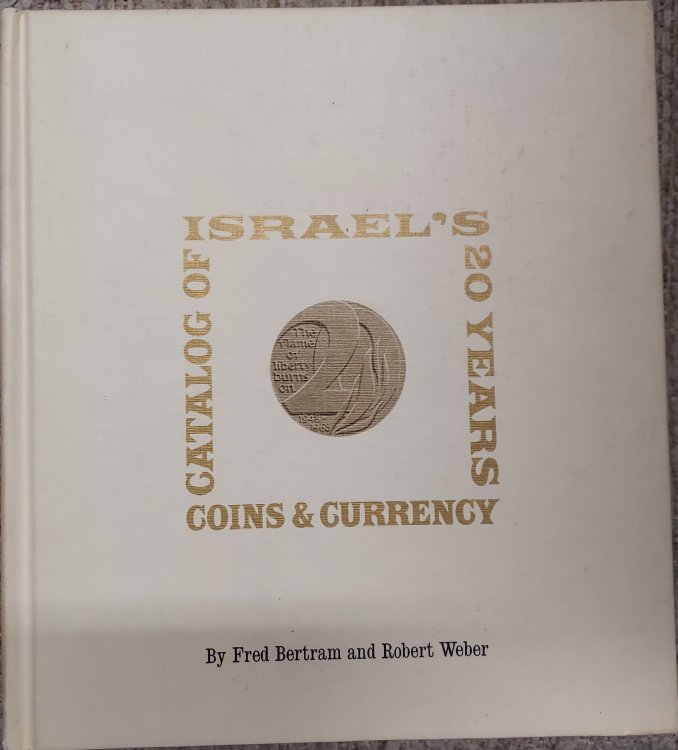 CATALOG OF
ISRAEL'S
20 YEARS
COINS & CURRENCY
The
flame
of
liberty
burns
on
1948-
1968
By Fred Bertram and Robert Weber